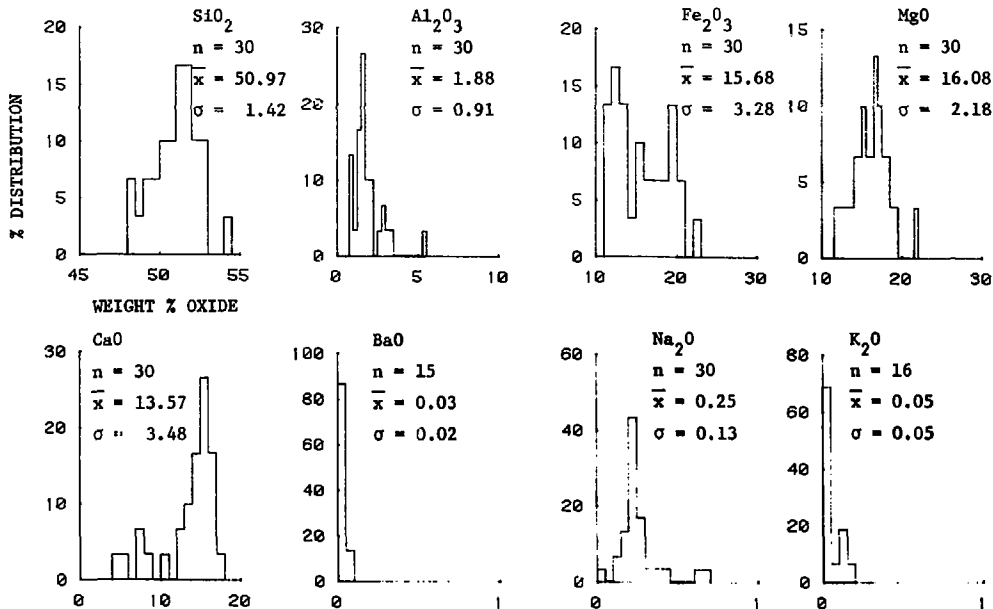 SiO2
n = 30
x̄ = 50.97
σ = 1.42
20
15
10
5
0
45 50 55
% DISTRIBUTION
WEIGHT % OXIDE
Al2O3
n = 30
x̄ = 1.88
σ = 0.91
40
30
20
10
0
0 5 10
Fe2O3
n = 30
x̄ = 15.68
σ = 3.28
20
15
10
5
0
10 20 30
MgO
n = 30
x̄ = 16.08
σ = 2.18
15
10
5
0
10 20 30
CaO
n = 30
x̄ = 13.57
σ = 3.48
30
20
10
0
0 10 20
BaO
n = 15
x̄ = 0.03
σ = 0.02
100
80
60
40
20
0
0 1
Na2O
n = 30
x̄ = 0.25
σ = 0.13
60
40
20
0
0 1
K2O
n = 16
x̄ = 0.05
σ = 0.05
80
60
40
20
0
0 1